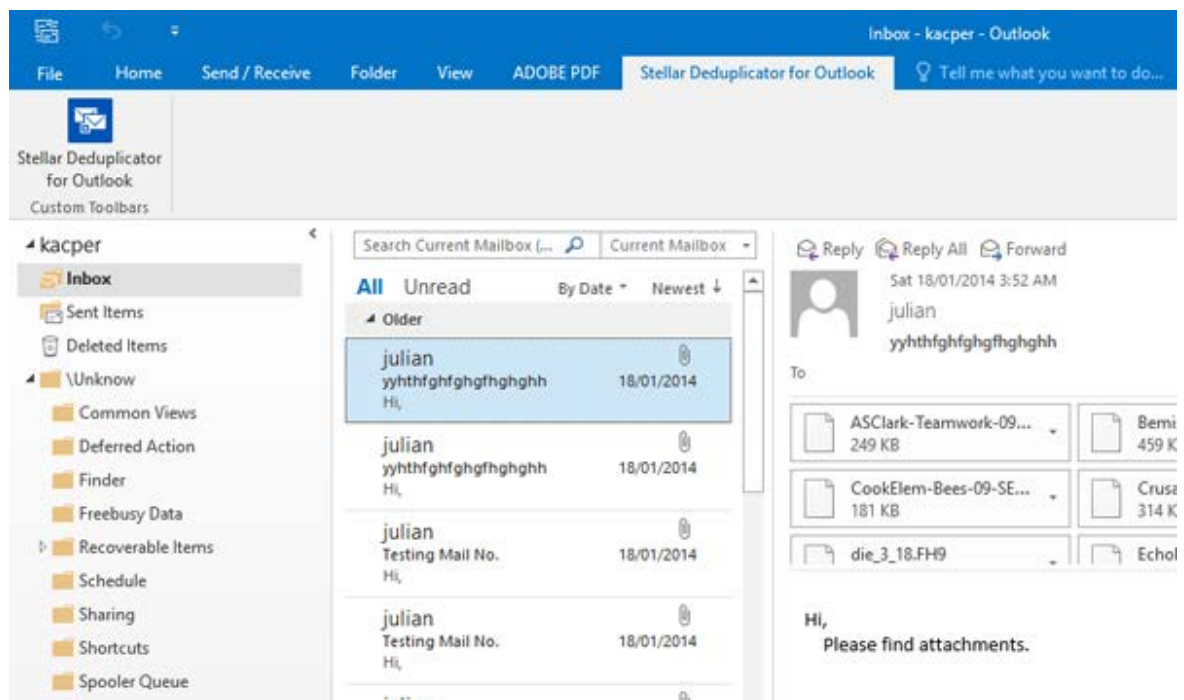 Inbox - kacper - Outlook
File Home Send / Receive Folder View ADOBE PDF Stellar Deduplicator for Outlook Tell me what you want to do...
Stellar Deduplicator
for Outlook
Custom Toolbars
kacper
Inbox
Sent Items
Deleted Items
\Unknow
Common Views
Deferred Action
Finder
Freebusy Data
Recoverable Items
Schedule
Sharing
Shortcuts
Spooler Queue
Search Current Mailbox (... Current Mailbox
All Unread By Date Newest ↓
Older
julian
yyhthfghfghgfhghghh 18/01/2014
Hi,
julian
yyhthfghfghgfhghghh 18/01/2014
Hi,
julian
Testing Mail No. 18/01/2014
Hi,
julian
Testing Mail No. 18/01/2014
Hi,
Reply Reply All Forward
Sat 18/01/2014 3:52 AM
julian
yyhthfghfghgfhghghh
To
ASClark-Teamwork-09... Bemi
249 KB 459 K
CookElem-Bees-09-SE... Crusa
181 KB 314 K
die_3_18.FH9 Echol
Hi,
Please find attachments.